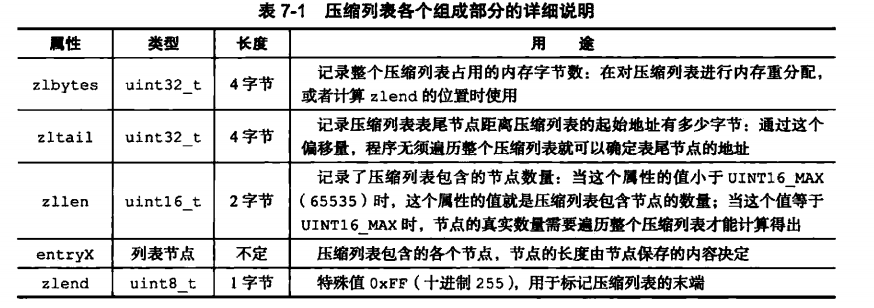 表 7-1 压缩列表各个组成部分的详细说明
属性 类型 长度 用 途
zlbytes uint32_t 4 字节 记录整个压缩列表占用的内存字节数：在对压缩列表进行内存重分配，
或者计算 zlend 的位置时使用
zltail uint32_t 4 字节 记录压缩列表表尾节点距离压缩列表的起始地址有多少字节：通过这个
偏移量，程序无须遍历整个压缩列表就可以确定表尾节点的地址
zllen uint16_t 2 字节 记录了压缩列表包含的节点数量：当这个属性的值小于 UINT16_MAX
（65535）时，这个属性的值就是压缩列表包含节点的数量；当这个值等于
UINT16_MAX 时，节点的真实数量需要遍历整个压缩列表才能计算得出
entryX 列表节点 不定 压缩列表包含的各个节点，节点的长度由节点保存的内容决定
zlend uint8_t 1 字节 特殊值 0xFF（十进制 255），用于标记压缩列表的末端